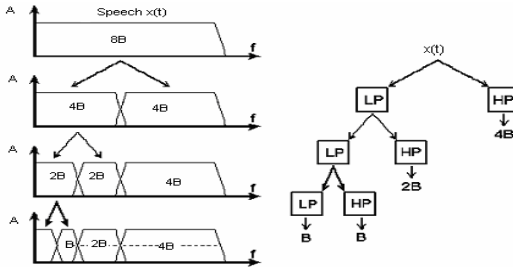 A Speech x(t)
8B f
A
4B 4B f
A
2B 2B 4B f
A
B 2B 4B f
x(t)
LP HP
4B
LP HP
2B
LP HP
B B